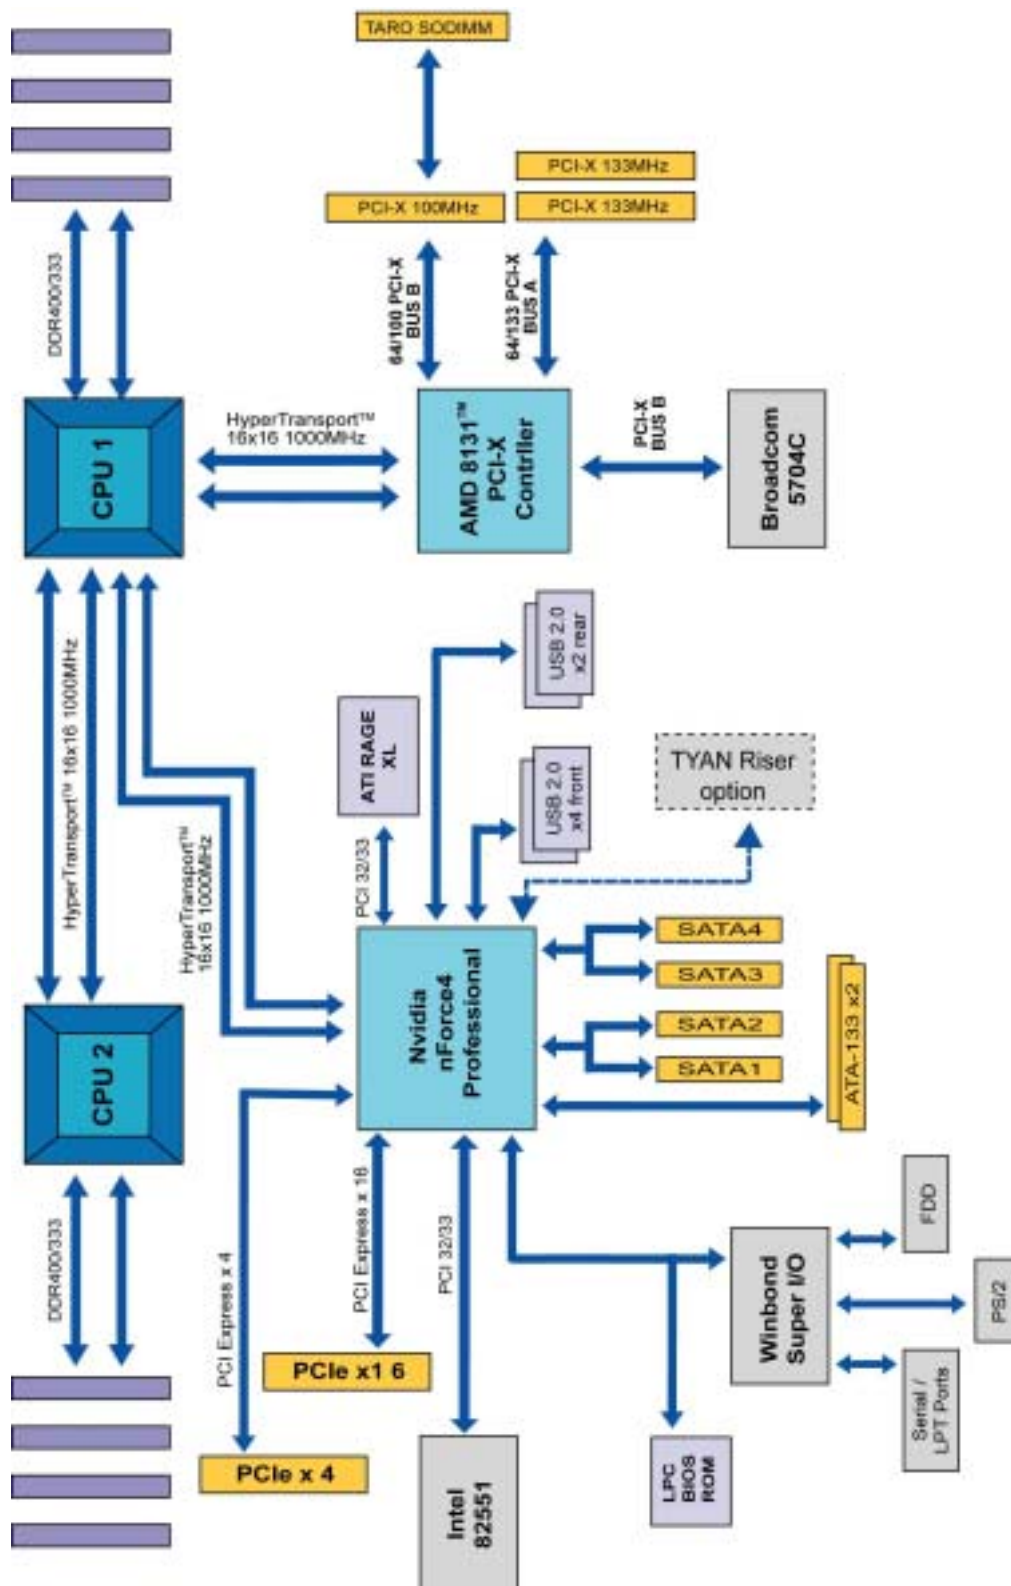 TARO SODIMM
PCI-X 133MHz
PCI-X 100MHz
PCI-X 133MHz
DDR400/333
64/100 PCI-X
BUS B
64/133 PCI-X
BUS A
CPU 1
HyperTransport™
16x16 1000MHz
AMD 8131™
PCI-X
Contrller
PCI-X
BUS B
Broadcom
5704C
HyperTransport™ 16x16 1000MHz
HyperTransport™
16x16 1000MHz
USB 2.0
x2 rear
ATI RAGE
XL
USB 2.0
x4 front
TYAN Riser
option
PCI 32/33
Nvidia
nForce4
Professional
SATA4
SATA3
SATA2
SATA1
ATA-133 x2
CPU 2
DDR400/333
PCI Express x 4
PCI Express x 16
PCI 32/33
PCIe x1 6
PCIe x 4
Intel
82551
LPC
BIOS
ROM
Winbond
Super I/O
FDD
PS/2
Serial /
LPT Ports